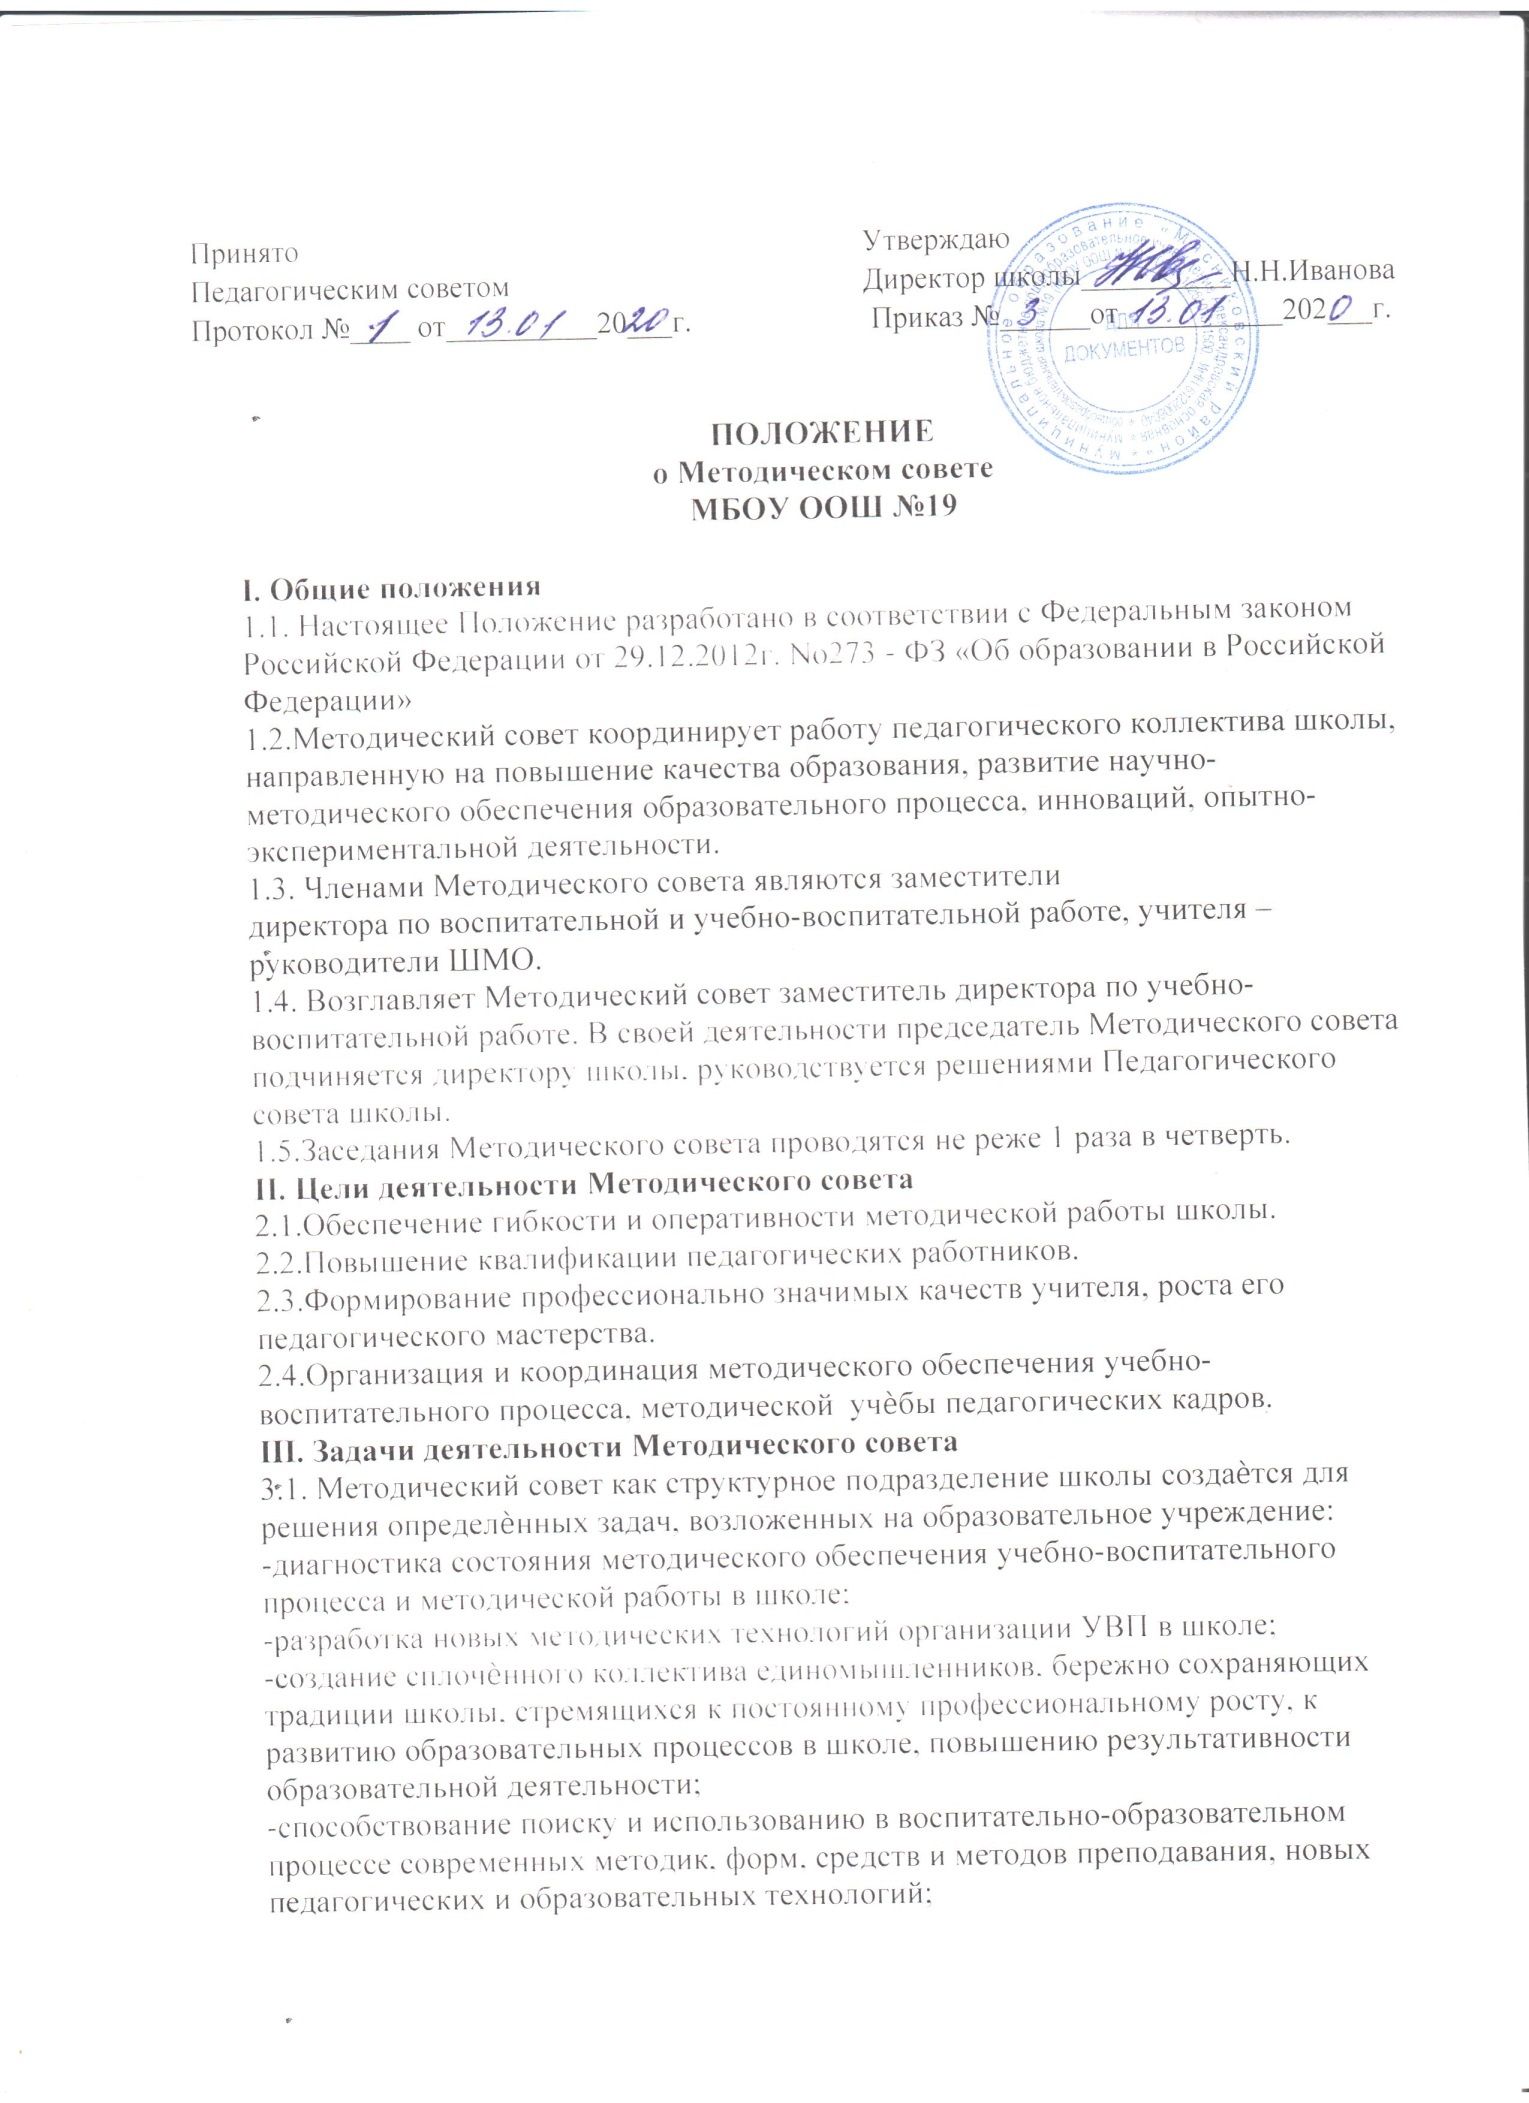 Принято
Педагогическим советом
Протокол № 1 от 13.01 2020 г.
Утверждаю
Директор школы Н.Н.Иванова
Приказ № 3 от 13.01 2020 г.
ДОКУМЕНТОВ
ПОЛОЖЕНИЕ
о Методическом совете
МБОУ ООШ №19
I. Общие положения
1.1. Настоящее Положение разработано в соответствии с Федеральным законом
Российской Федерации от 29.12.2012г. No273 - ФЗ «Об образовании в Российской
Федерации»
1.2.Методический совет координирует работу педагогического коллектива школы,
направленную на повышение качества образования, развитие научно-
методического обеспечения образовательного процесса, инноваций, опытно-
экспериментальной деятельности.
1.3. Членами Методического совета являются заместители
директора по воспитательной и учебно-воспитательной работе, учителя –
руководители ШМО.
1.4. Возглавляет Методический совет заместитель директора по учебно-
воспитательной работе. В своей деятельности председатель Методического совета
подчиняется директору школы, руководствуется решениями Педагогического
совета школы.
1.5.Заседания Методического совета проводятся не реже 1 раза в четверть.
II. Цели деятельности Методического совета
2.1.Обеспечение гибкости и оперативности методической работы школы.
2.2.Повышение квалификации педагогических работников.
2.3.Формирование профессионально значимых качеств учителя, роста его
педагогического мастерства.
2.4.Организация и координация методического обеспечения учебно-
воспитательного процесса, методической учѐбы педагогических кадров.
III. Задачи деятельности Методического совета
3.1. Методический совет как структурное подразделение школы создаѐтся для
решения определѐнных задач, возложенных на образовательное учреждение:
-диагностика состояния методического обеспечения учебно-воспитательного
процесса и методической работы в школе;
-разработка новых методических технологий организации УВП в школе;
-создание сплочѐнного коллектива единомышленников, бережно сохраняющих
традиции школы, стремящихся к постоянному профессиональному росту, к
развитию образовательных процессов в школе, повышению результативности
образовательной деятельности;
-способствование поиску и использованию в воспитательно-образовательном
процессе современных методик, форм, средств и методов преподавания, новых
педагогических и образовательных технологий;